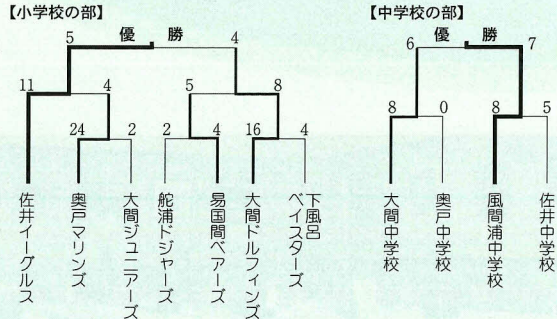 【小学校の部】 【中学校の部】
優 勝 優 勝
5 4 6 7
11 4 5 8 8 0 8 5
24 2 2 4 16 4
佐井イーグルス
奥戸マリンズ
大間ジュニアーズ
舵浦ドジャーズ
易国間ベアーズ
大間ドルフィンズ
下風呂
ベイスターズ
大間中学校
奥戸中学校
風間浦中学校
佐井中学校